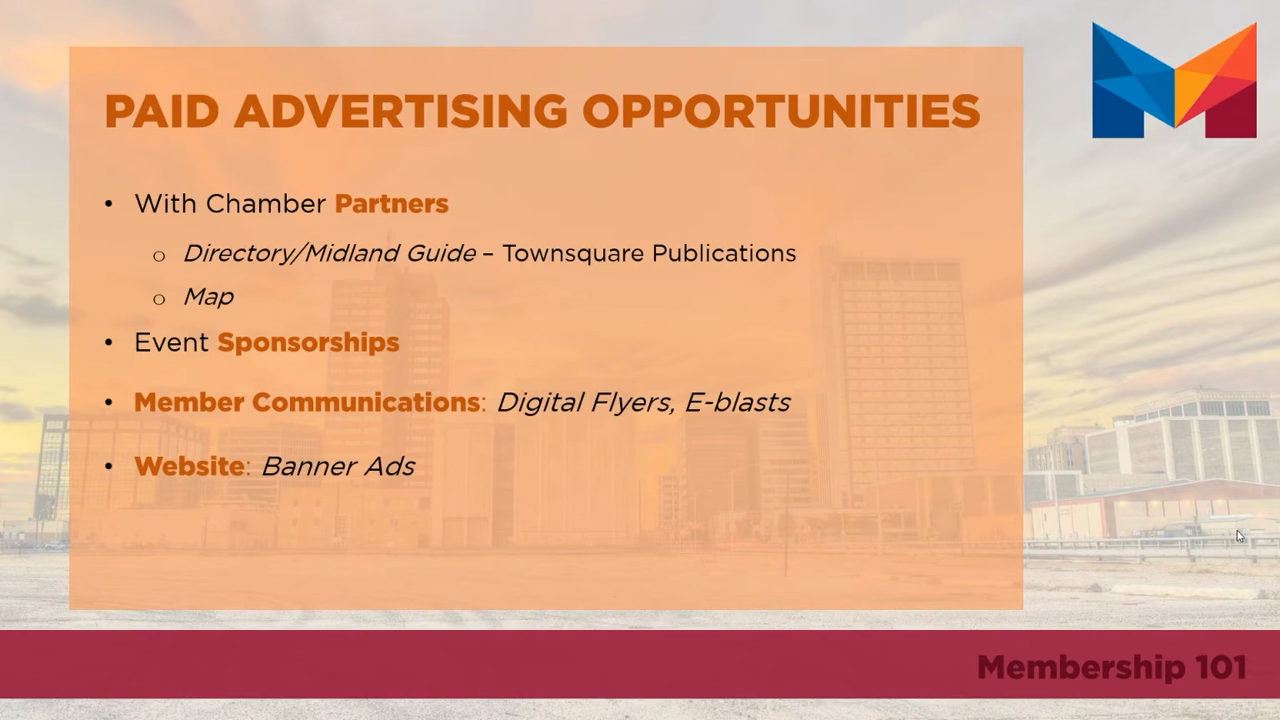 PAID ADVERTISING OPPORTUNITIES
• With Chamber Partners
o Directory/Midland Guide – Townsquare Publications
o Map
• Event Sponsorships
• Member Communications: Digital Flyers, E-blasts
• Website: Banner Ads
Membership 101